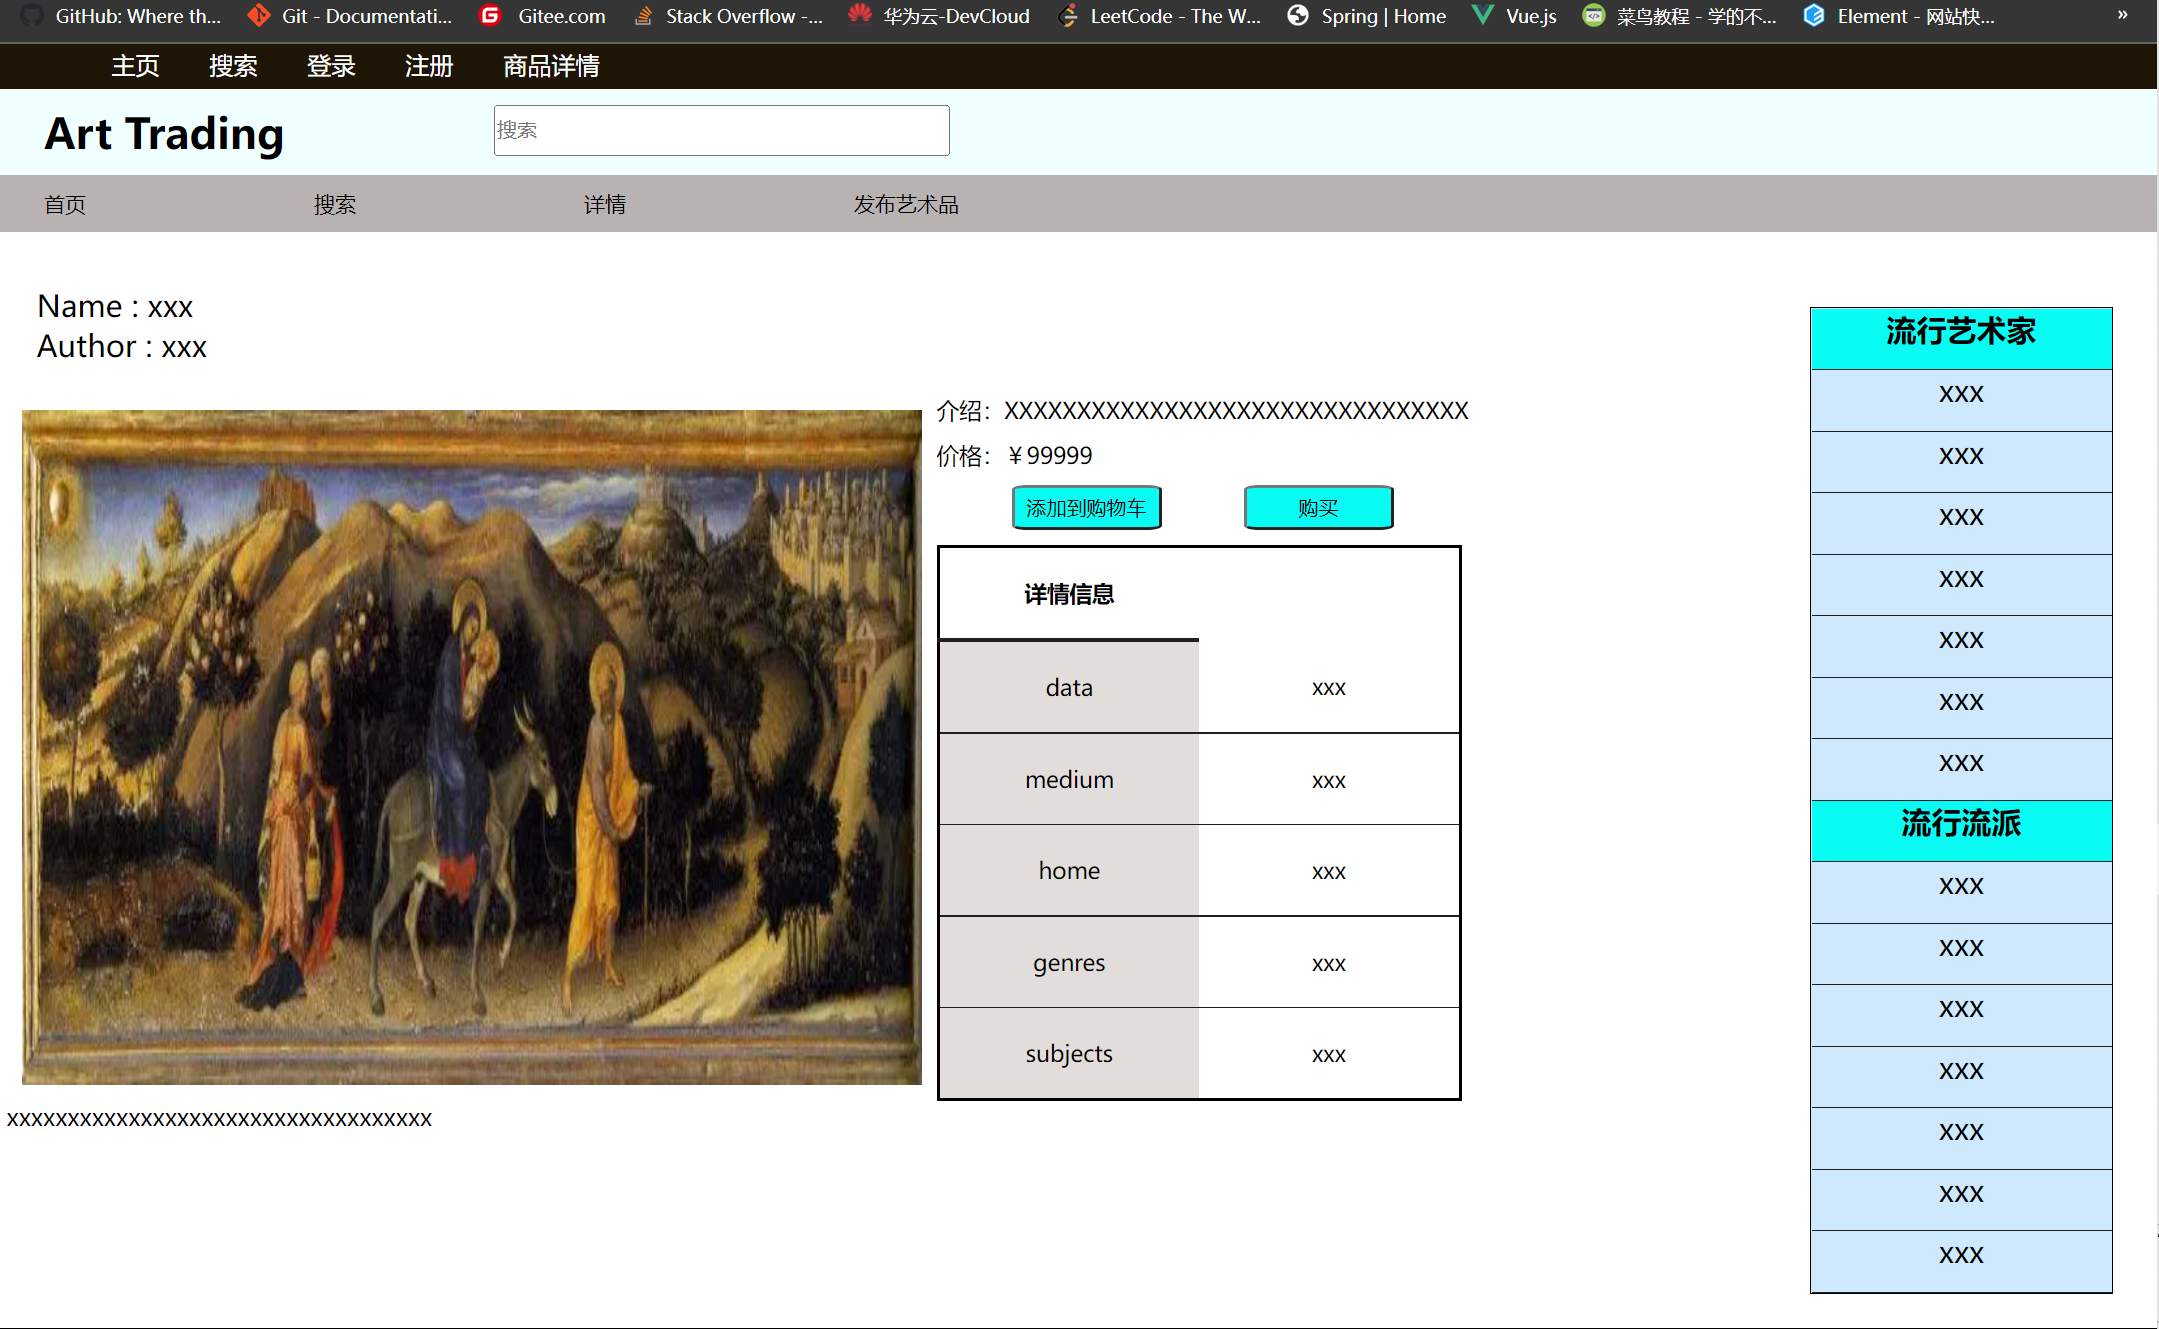 GitHub: Where th... Git - Documentati... Gitee.com Stack Overflow -... 华为云-DevCloud LeetCode - The W... Spring | Home Vue.js 菜鸟教程 - 学的不... Element - 网站快... »
主页 搜索 登录 注册 商品详情
Art Trading 搜索
首页 搜索 详情 发布艺术品
Name : xxx
Author : xxx
介绍：XXXXXXXXXXXXXXXXXXXXXXXXXXXXXXXX
价格：￥99999
添加到购物车 购买
详情信息
data xxx
medium xxx
home xxx
genres xxx
subjects xxx
xxxxxxxxxxxxxxxxxxxxxxxxxxxxxxxxxxx
流行艺术家
xxx
xxx
xxx
xxx
xxx
xxx
xxx
流行流派
xxx
xxx
xxx
xxx
xxx
xxx
xxx